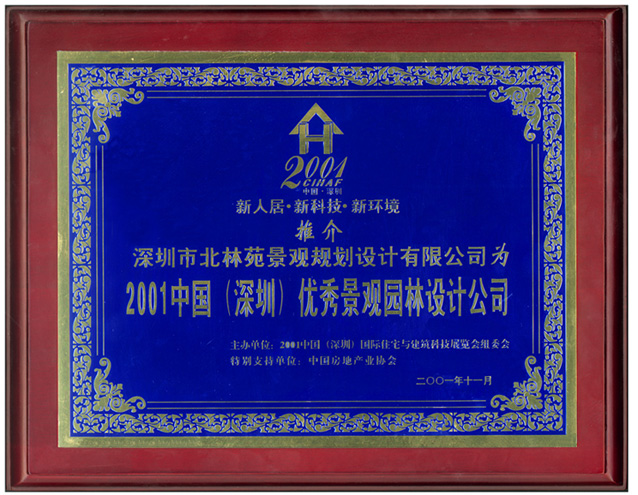 H
2001
CIHAF
中国·深圳
新人居·新科技·新环境
推介
深圳市北林苑景观规划设计有限公司为
2001中国（深圳）优秀景观园林设计公司
主办单位：2001中国（深圳）国际住宅与建筑科技展览会组委会
特别支持单位：中国房地产业协会
二〇〇一年十一月